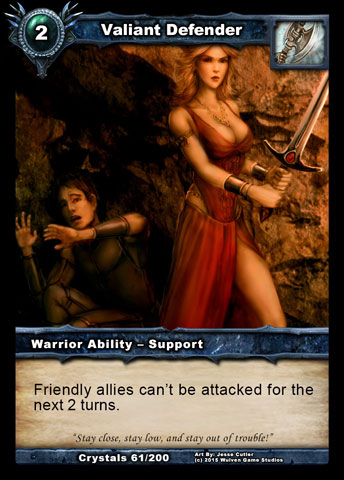 2
Valiant Defender
Warrior Ability – Support
Friendly allies can't be attacked for the
next 2 turns.
"Stay close, stay low, and stay out of trouble!"
Crystals 61/200
Art By: Jesse Cutler
(c) 2015 Wulven Game Studios